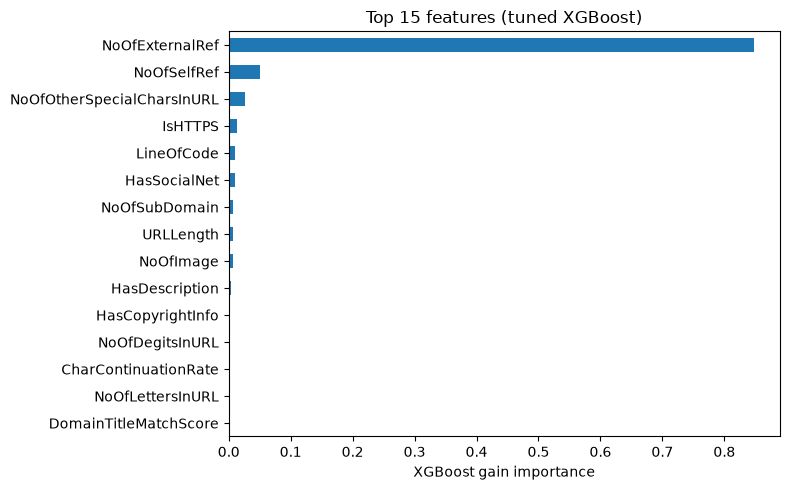 Top 15 features (tuned XGBoost)
NoOfExternalRef
NoOfSelfRef
NoOfOtherSpecialCharsInURL
IsHTTPS
LineOfCode
HasSocialNet
NoOfSubDomain
URLLength
NoOfImage
HasDescription
HasCopyrightInfo
NoOfDegitsInURL
CharContinuationRate
NoOfLettersInURL
DomainTitleMatchScore
0.0 0.1 0.2 0.3 0.4 0.5 0.6 0.7 0.8
XGBoost gain importance